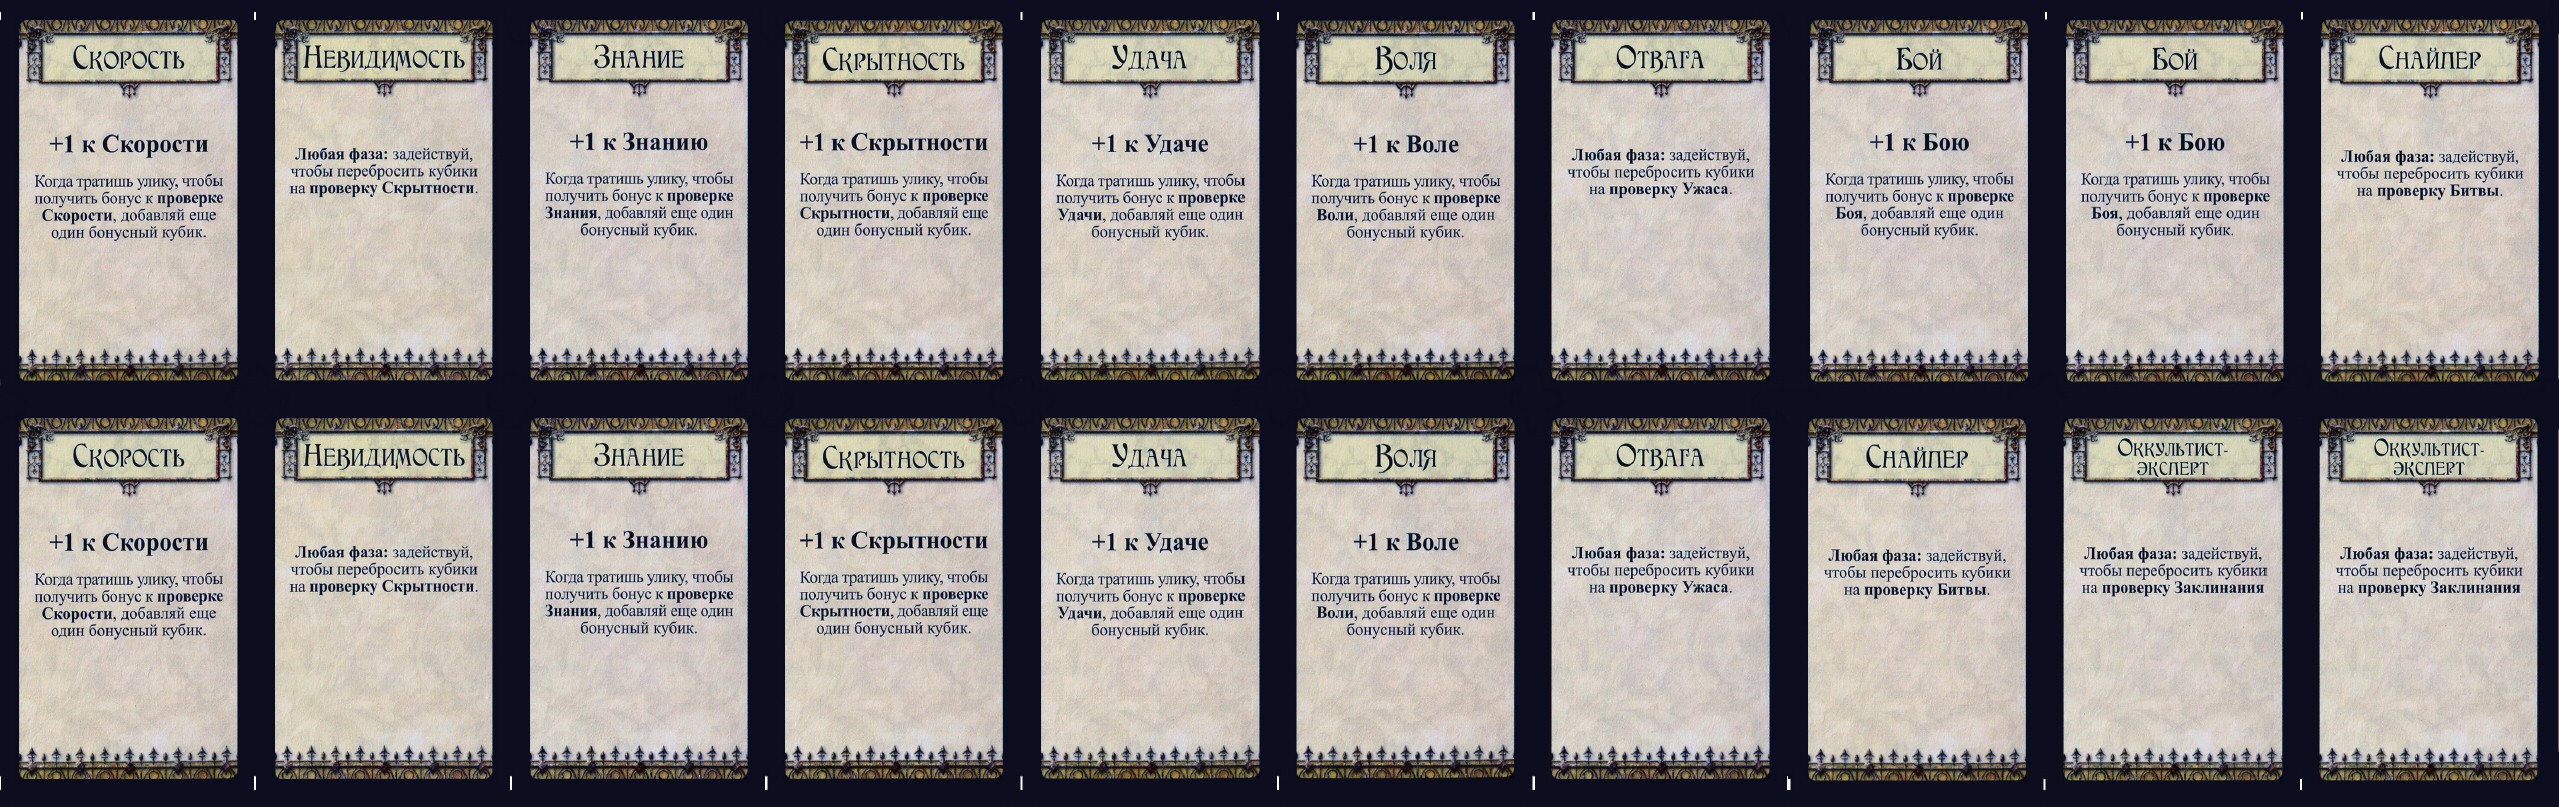 Скорость
+1 к Скорости
Когда тратишь улику, чтобы
получить бонус к проверке
Скорости, добавляй еще
один бонусный кубик.
Невидимость
Любая фаза: задействуй,
чтобы перебросить кубики
на проверку Скрытности.
Знание
+1 к Знанию
Когда тратишь улику, чтобы
получить бонус к проверке
Знания, добавляй еще один
бонусный кубик.
Скрытность
+1 к Скрытности
Когда тратишь улику, чтобы
получить бонус к проверке
Скрытности, добавляй еще
один бонусный кубик.
Удача
+1 к Удаче
Когда тратишь улику, чтобы
получить бонус к проверке
Удачи, добавляй еще один
бонусный кубик.
Воля
+1 к Воле
Когда тратишь улику, чтобы
получить бонус к проверке
Воли, добавляй еще один
бонусный кубик.
Отвага
Любая фаза: задействуй,
чтобы перебросить кубики
на проверку Ужаса.
Бой
+1 к Бою
Когда тратишь улику, чтобы
получить бонус к проверке
Боя, добавляй еще один
бонусный кубик.
Бой
+1 к Бою
Когда тратишь улику, чтобы
получить бонус к проверке
Боя, добавляй еще один
бонусный кубик.
Снайпер
Любая фаза: задействуй,
чтобы перебросить кубики
на проверку Битвы.
Скорость
+1 к Скорости
Когда тратишь улику, чтобы
получить бонус к проверке
Скорости, добавляй еще
один бонусный кубик.
Невидимость
Любая фаза: задействуй,
чтобы перебросить кубики
на проверку Скрытности.
Знание
+1 к Знанию
Когда тратишь улику, чтобы
получить бонус к проверке
Знания, добавляй еще один
бонусный кубик.
Скрытность
+1 к Скрытности
Когда тратишь улику, чтобы
получить бонус к проверке
Скрытности, добавляй еще
один бонусный кубик.
Удача
+1 к Удаче
Когда тратишь улику, чтобы
получить бонус к проверке
Удачи, добавляй еще один
бонусный кубик.
Воля
+1 к Воле
Когда тратишь улику, чтобы
получить бонус к проверке
Воли, добавляй еще один
бонусный кубик.
Отвага
Любая фаза: задействуй,
чтобы перебросить кубики
на проверку Ужаса.
Снайпер
Любая фаза: задействуй,
чтобы перебросить кубики
на проверку Битвы.
Оккультист-
эксперт
Любая фаза: задействуй,
чтобы перебросить кубики
на проверку Заклинания
Оккультист-
эксперт
Любая фаза: задействуй,
чтобы перебросить кубики
на проверку Заклинания